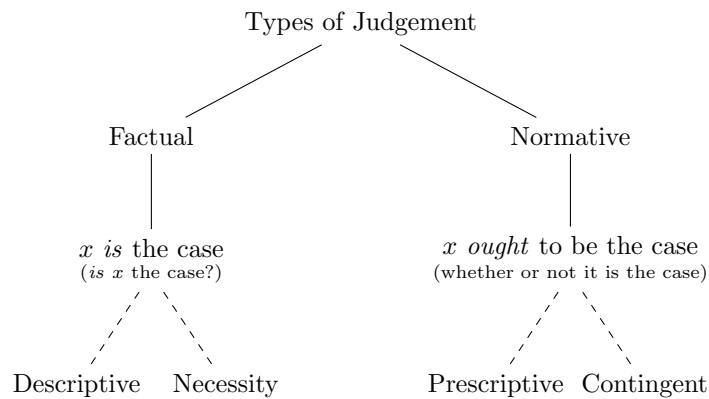 Types of Judgement
Factual Normative
x is the case x ought to be the case
(is x the case?) (whether or not it is the case)
Descriptive Necessity Prescriptive Contingent